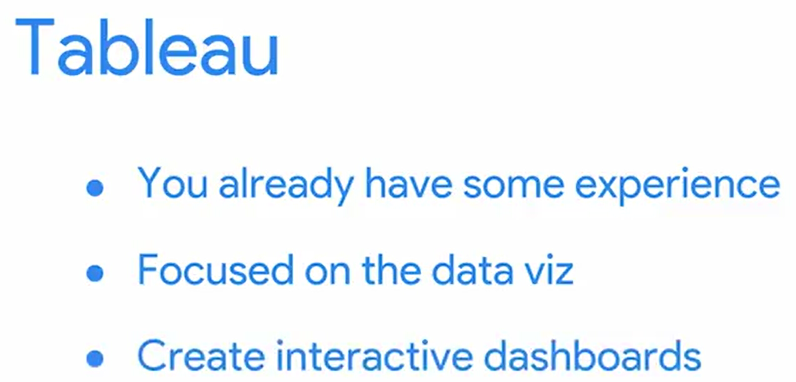 Tableau
• You already have some experience
• Focused on the data viz
• Create interactive dashboards